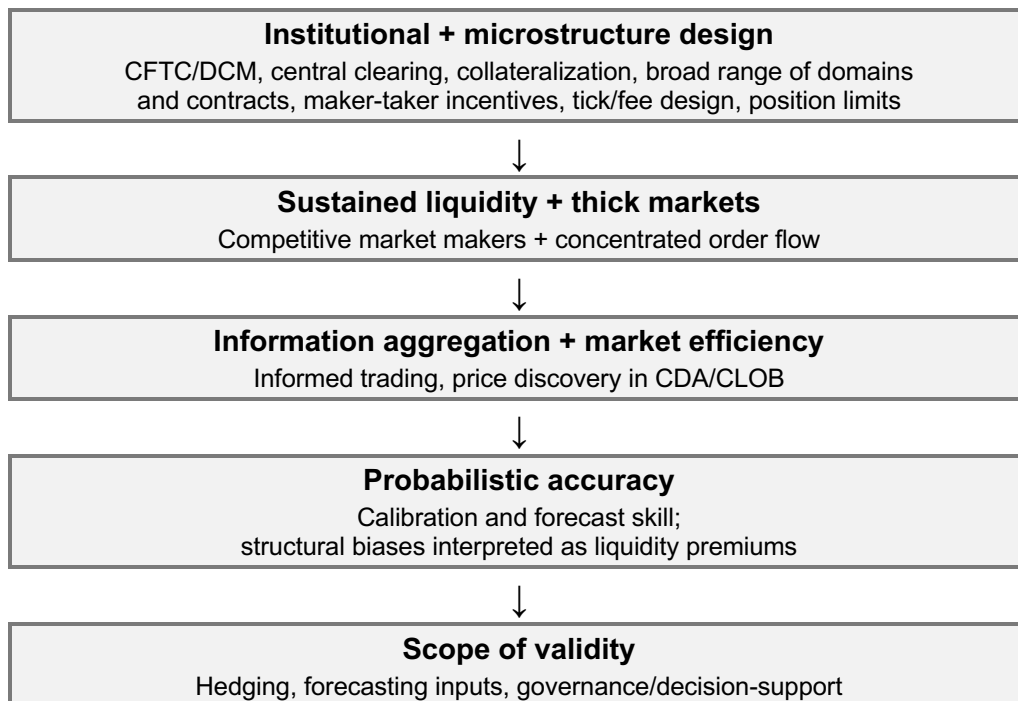 Institutional + microstructure design
CFTC/DCM, central clearing, collateralization, broad range of domains
and contracts, maker-taker incentives, tick/fee design, position limits
↓
Sustained liquidity + thick markets
Competitive market makers + concentrated order flow
↓
Information aggregation + market efficiency
Informed trading, price discovery in CDA/CLOB
↓
Probabilistic accuracy
Calibration and forecast skill;
structural biases interpreted as liquidity premiums
↓
Scope of validity
Hedging, forecasting inputs, governance/decision-support